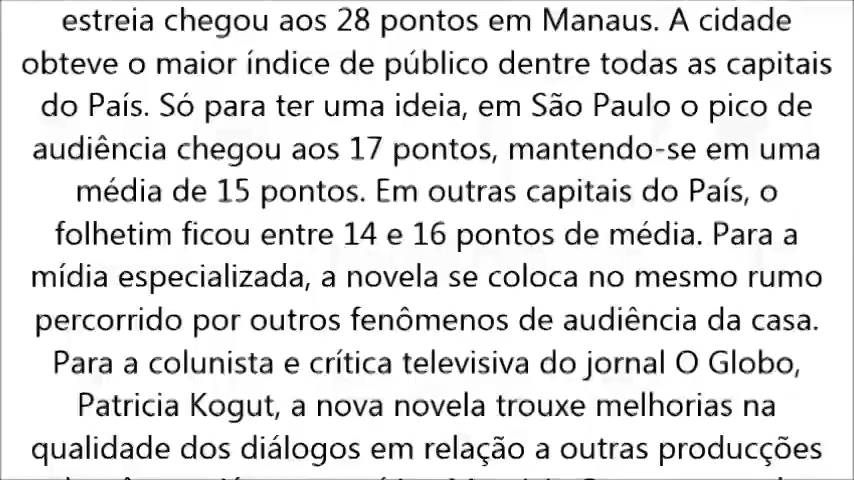 estreia chegou aos 28 pontos em Manaus. A cidade
obteve o maior índice de público dentre todas as capitais
do País. Só para ter uma ideia, em São Paulo o pico de
audiência chegou aos 17 pontos, mantendo-se em uma
média de 15 pontos. Em outras capitais do País, o
folhetim ficou entre 14 e 16 pontos de média. Para a
mídia especializada, a novela se coloca no mesmo rumo
percorrido por outros fenômenos de audiência da casa.
Para a colunista e crítica televisiva do jornal O Globo,
Patricia Kogut, a nova novela trouxe melhorias na
qualidade dos diálogos em relação a outras producções